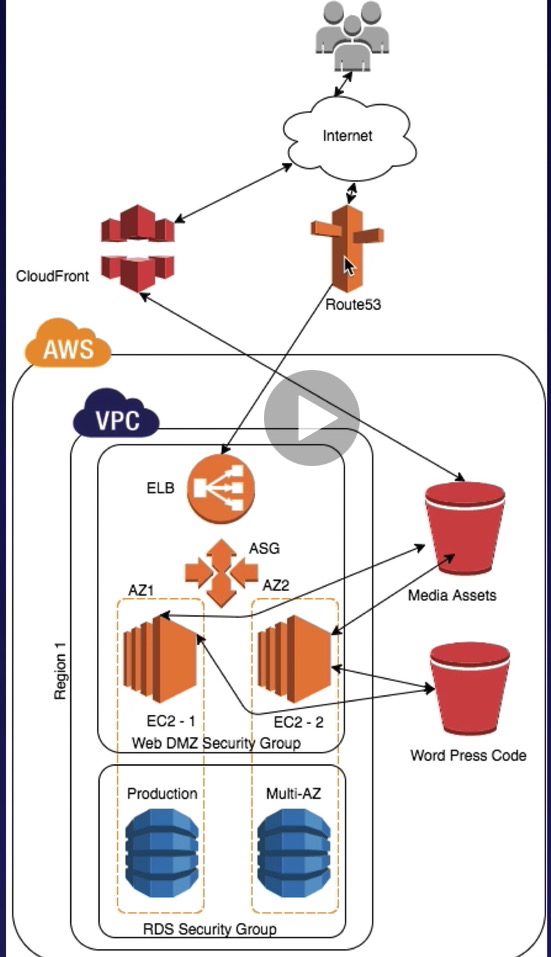 Internet
CloudFront
Route53
AWS
VPC
ELB
ASG
AZ1
AZ2
Media Assets
Region 1
EC2 - 1
EC2 - 2
Web DMZ Security Group
Word Press Code
Production
Multi-AZ
RDS Security Group